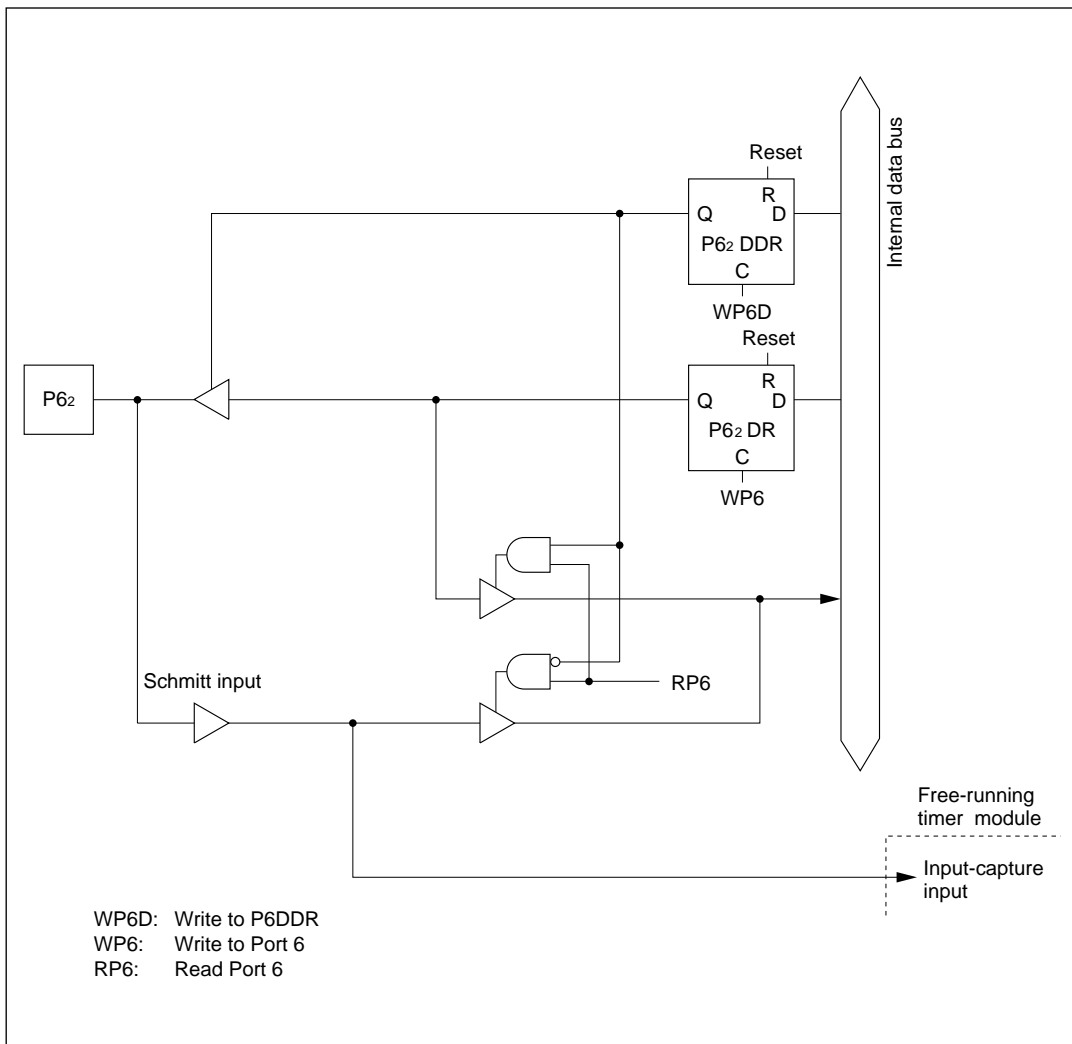 Reset
R
Q D
P6₂ DDR
C
WP6D
Internal data bus
Reset
R
Q D
P6₂ DR
C
WP6
P6₂
RP6
Schmitt input
Free-running
timer module
Input-capture
input
WP6D: Write to P6DDR
WP6: Write to Port 6
RP6: Read Port 6